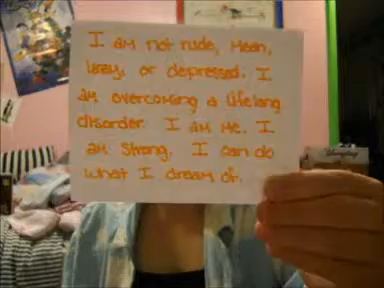 I am not rude, mean,
lazy, or depressed. I
am overcoming a lifelong
disorder. I am me. I
am strong. I can do
what I dream of.